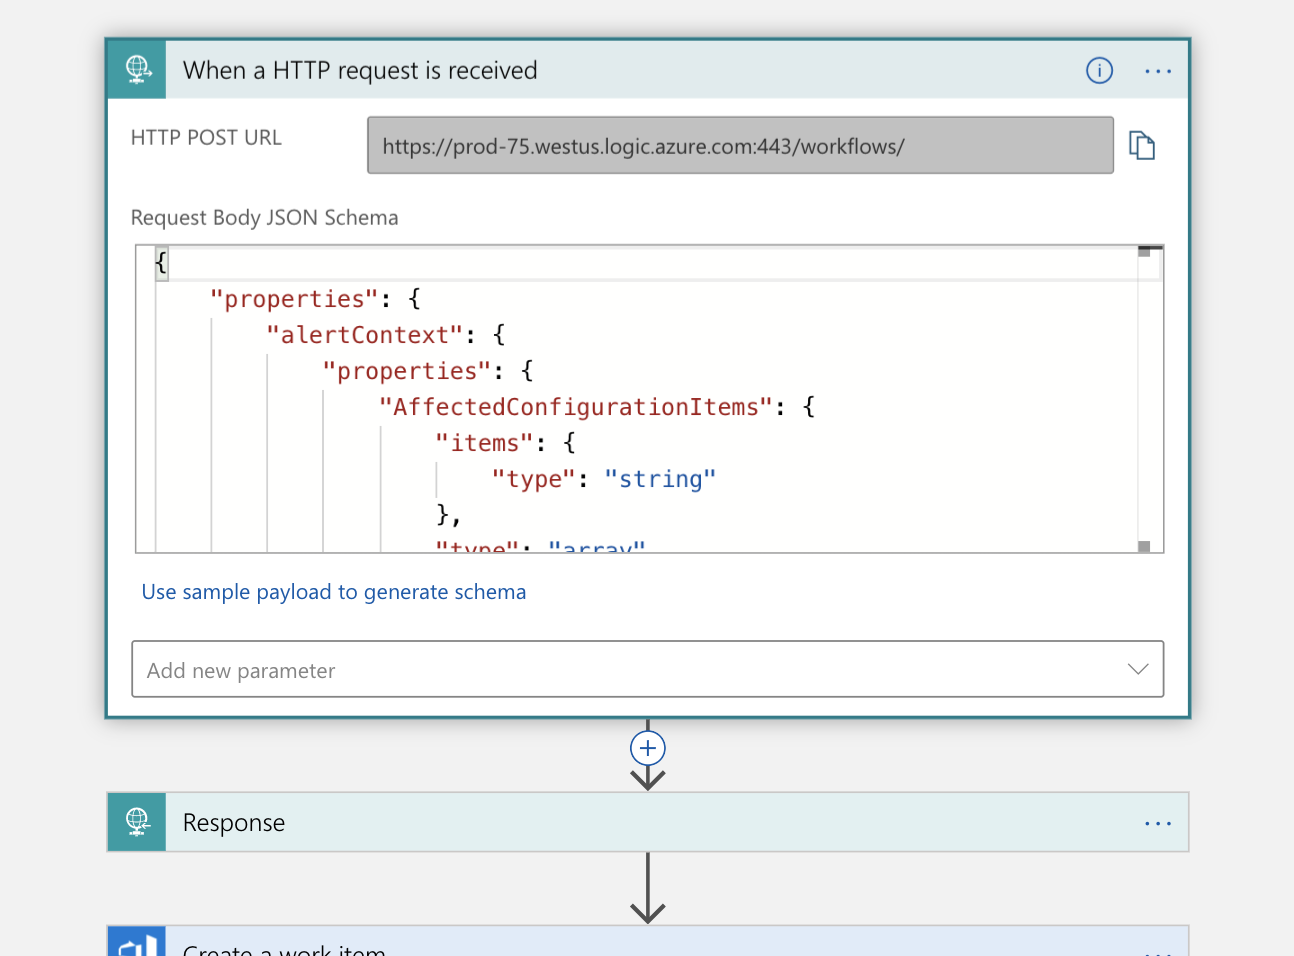 When a HTTP request is received
HTTP POST URL
https://prod-75.westus.logic.azure.com:443/workflows/
Request Body JSON Schema
{
"properties": {
"alertContext": {
"properties": {
"AffectedConfigurationItems": {
"items": {
"type": "string"
},
"type": "array"
Use sample payload to generate schema
Add new parameter
Response
Create a work item